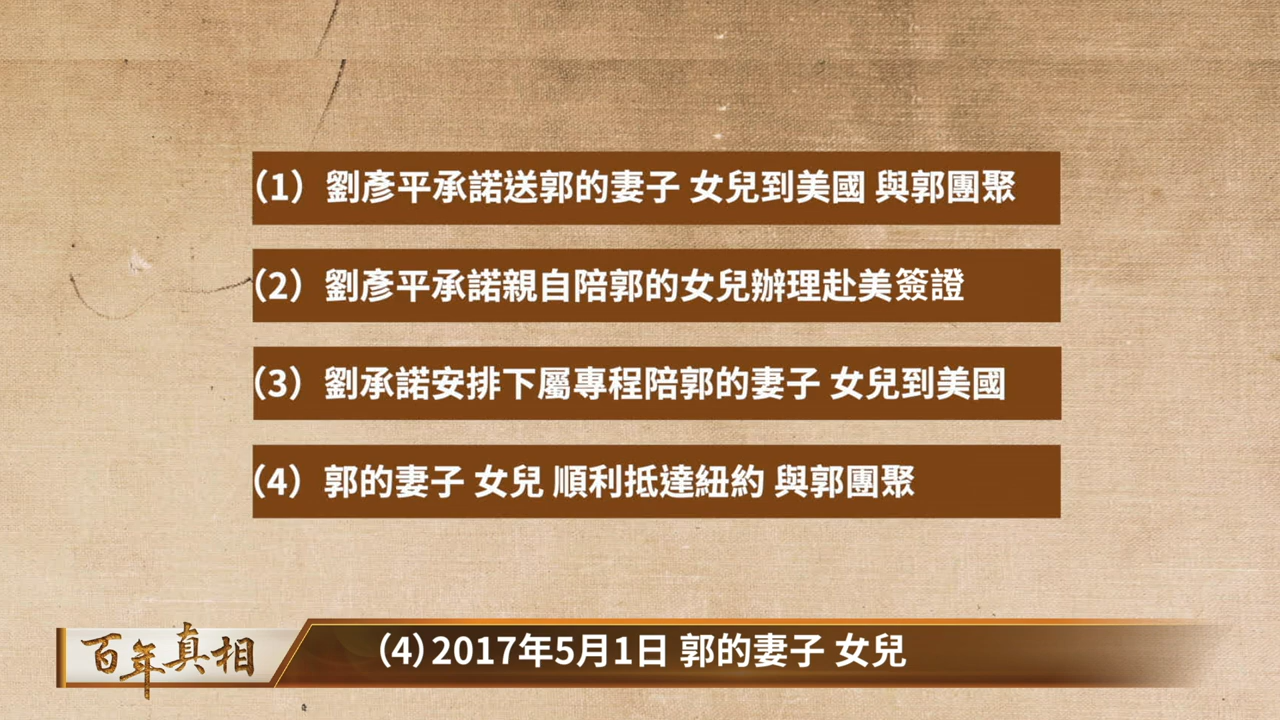 （1）劉彥平承諾送郭的妻子 女兒到美國 與郭團聚
（2）劉彥平承諾親自陪郭的女兒辦理赴美簽證
（3）劉承諾安排下屬專程陪郭的妻子 女兒到美國
（4）郭的妻子 女兒 順利抵達紐約 與郭團聚
百年真相
（4）2017年5月1日 郭的妻子 女兒